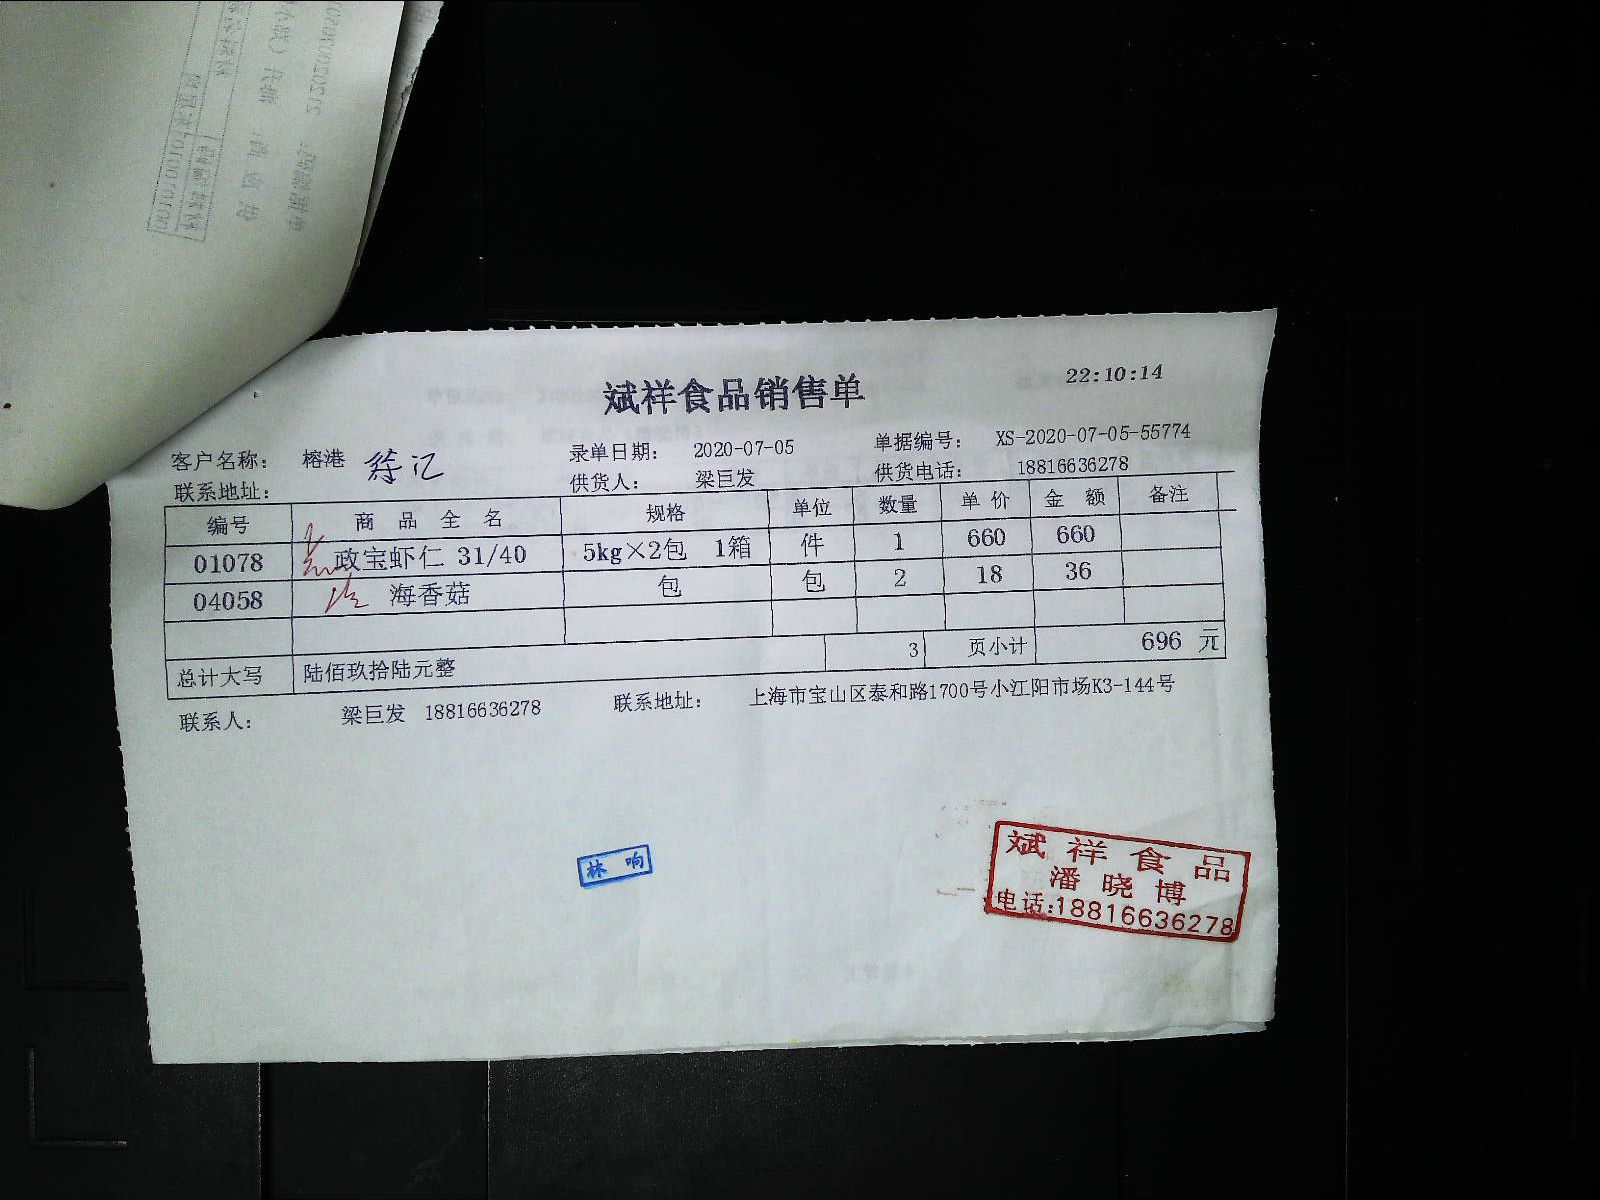 斌祥食品销售单
22:10:14
客户名称： 榕港 录单日期： 2020-07-05 单据编号： XS-2020-07-05-55774
联系地址： 供货人： 梁巨发 供货电话： 18816636278
编号 商品全名 规格 单位 数量 单价 金额 备注
01078 政宝虾仁 31/40 5kg×2包 1箱 件 1 660 660
04058 海香菇 包 包 2 18 36
总计大写 陆佰玖拾陆元整 3 页小计 696 元
联系人： 梁巨发 18816636278 联系地址： 上海市宝山区泰和路1700号小江阳市场K3-144号
林响
斌祥食品
潘晓博
电话:18816636278